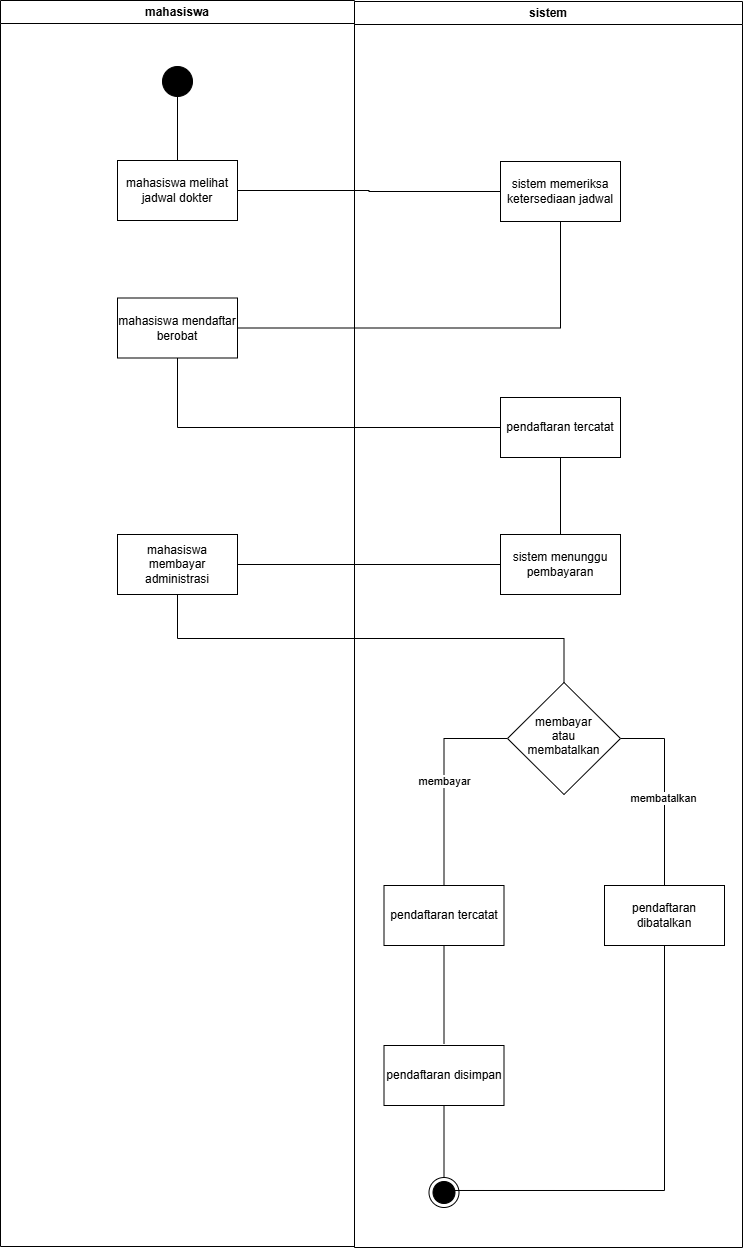 mahasiswa
sistem
mahasiswa melihat
jadwal dokter
sistem memeriksa
ketersediaan jadwal
mahasiswa mendaftar
berobat
pendaftaran tercatat
mahasiswa
membayar
administrasi
sistem menunggu
pembayaran
membayar
atau
membatalkan
membayar
membatalkan
pendaftaran tercatat
pendaftaran
dibatalkan
pendaftaran disimpan